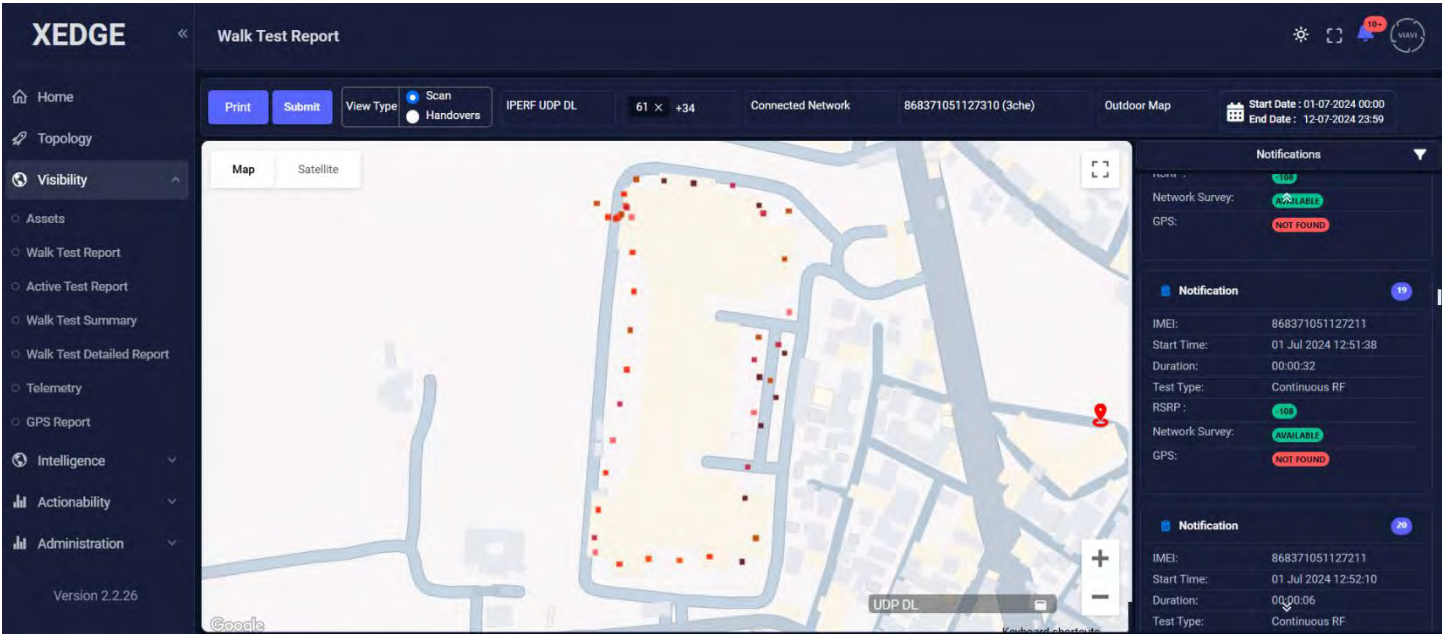 XEDGE
«
Walk Test Report
10+
VIAVI
Home
Topology
Visibility
Assets
Walk Test Report
Active Test Report
Walk Test Summary
Walk Test Detailed Report
Telemetry
GPS Report
Intelligence
Actionability
Administration
Version 2.2.26
Print
Submit
View Type
Scan
Handovers
IPERF UDP DL
61 × +34
Connected Network
868371051127310 (3che)
Outdoor Map
Start Date : 01-07-2024 00:00
End Date : 12-07-2024 23:59
Map
Satellite
UDP DL
+
−
Google
Keyboard shortcuts
Notifications
RSRP :
-108
Network Survey:
AVAILABLE
GPS:
NOT FOUND
Notification
19
IMEI:
868371051127211
Start Time:
01 Jul 2024 12:51:38
Duration:
00:00:32
Test Type:
Continuous RF
RSRP :
-108
Network Survey:
AVAILABLE
GPS:
NOT FOUND
Notification
20
IMEI:
868371051127211
Start Time:
01 Jul 2024 12:52:10
Duration:
00:00:06
Test Type:
Continuous RF